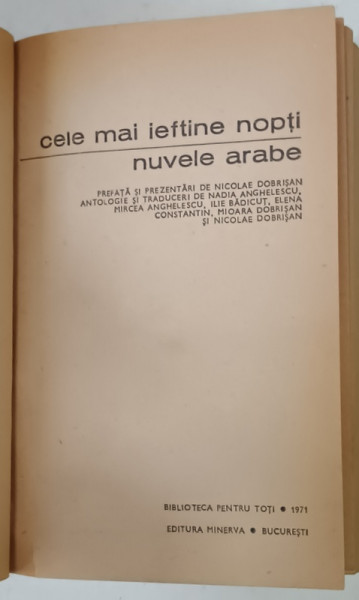 cele mai ieftine nopți
nuvele arabe
PREFAȚĂ ȘI PREZENTĂRI DE NICOLAE DOBRIȘAN
ANTOLOGIE ȘI TRADUCERI DE NADIA ANGHELESCU,
MIRCEA ANGHELESCU, ILIE BĂDICUȚ, ELENA
CONSTANTIN, MIOARA DOBRIȘAN
ȘI NICOLAE DOBRIȘAN
BIBLIOTECA PENTRU TOȚI • 1971
EDITURA MINERVA • BUCUREȘTI